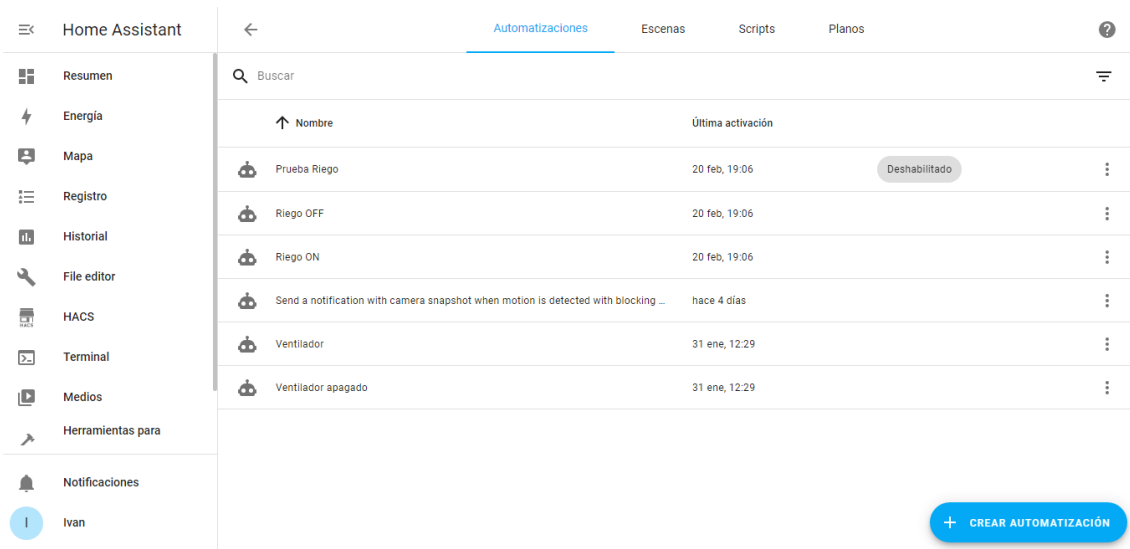 Home Assistant
Automatizaciones Escenas Scripts Planos
Resumen
Energía
Mapa
Registro
Historial
File editor
HACS
HACS
Terminal
Medios
Herramientas para
Notificaciones
I
Ivan
Buscar
Nombre Última activación
Prueba Riego 20 feb, 19:06 Deshabilitado
Riego OFF 20 feb, 19:06
Riego ON 20 feb, 19:06
Send a notification with camera snapshot when motion is detected with blocking ... hace 4 días
Ventilador 31 ene, 12:29
Ventilador apagado 31 ene, 12:29
+ CREAR AUTOMATIZACIÓN